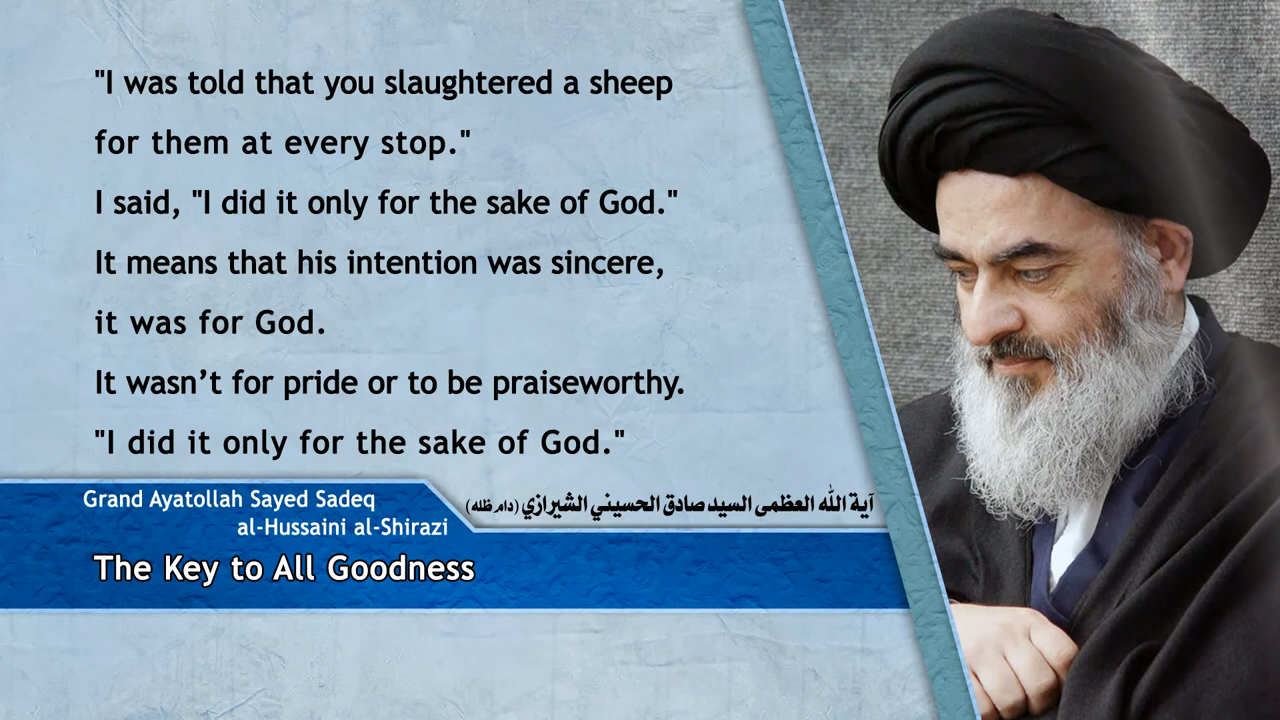 "I was told that you slaughtered a sheep
for them at every stop."
I said, "I did it only for the sake of God."
It means that his intention was sincere,
it was for God.
It wasn’t for pride or to be praiseworthy.
"I did it only for the sake of God."
Grand Ayatollah Sayed Sadeq
al-Hussaini al-Shirazi
آية الله العظمى السيد صادق الحسيني الشيرازي (دام ظله)
The Key to All Goodness